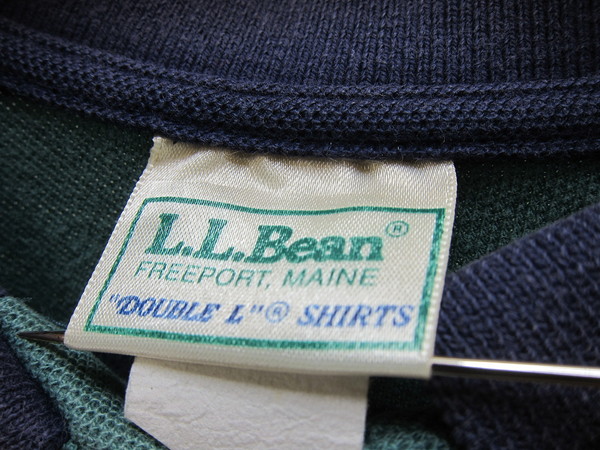 L.L.Bean®
FREEPORT, MAINE
"DOUBLE L"® SHIRTS